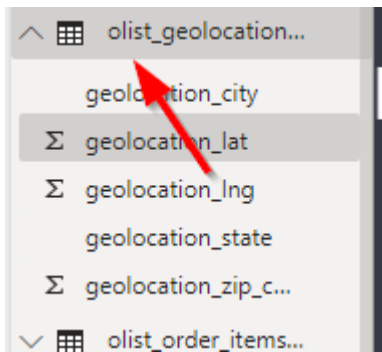 olist_geolocation...
geolocation_city
Σ geolocation_lat
Σ geolocation_lng
geolocation_state
Σ geolocation_zip_c...
olist_order_items...